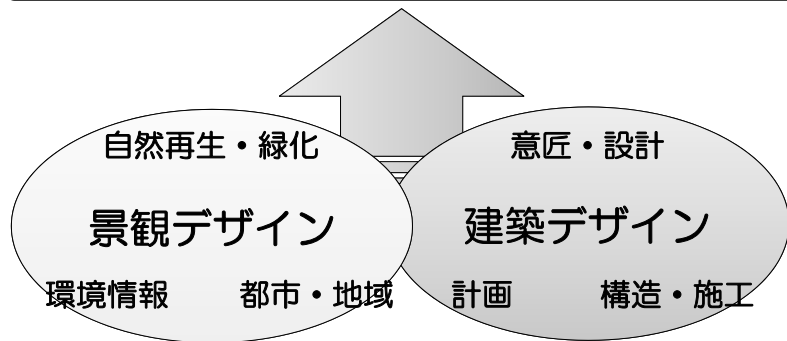 自然再生・緑化
景観デザイン
環境情報
都市・地域
意匠・設計
建築デザイン
計画
構造・施工